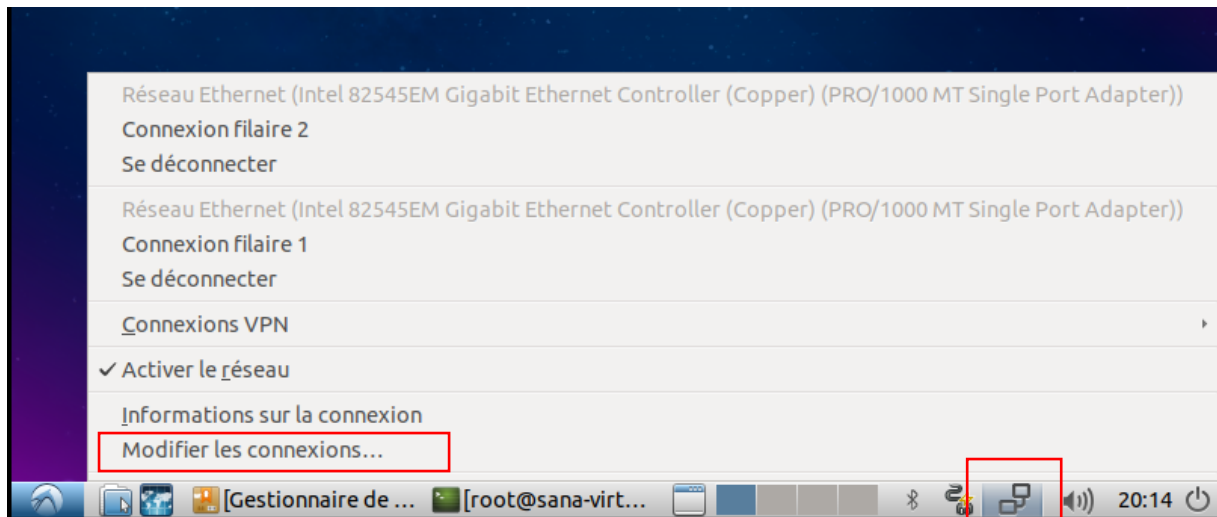 Réseau Ethernet (Intel 82545EM Gigabit Ethernet Controller (Copper) (PRO/1000 MT Single Port Adapter))
Connexion filaire 2
Se déconnecter
Réseau Ethernet (Intel 82545EM Gigabit Ethernet Controller (Copper) (PRO/1000 MT Single Port Adapter))
Connexion filaire 1
Se déconnecter
Connexions VPN
Activer le réseau
Informations sur la connexion
Modifier les connexions...
[Gestionnaire de ... [root@sana-virt... 20:14